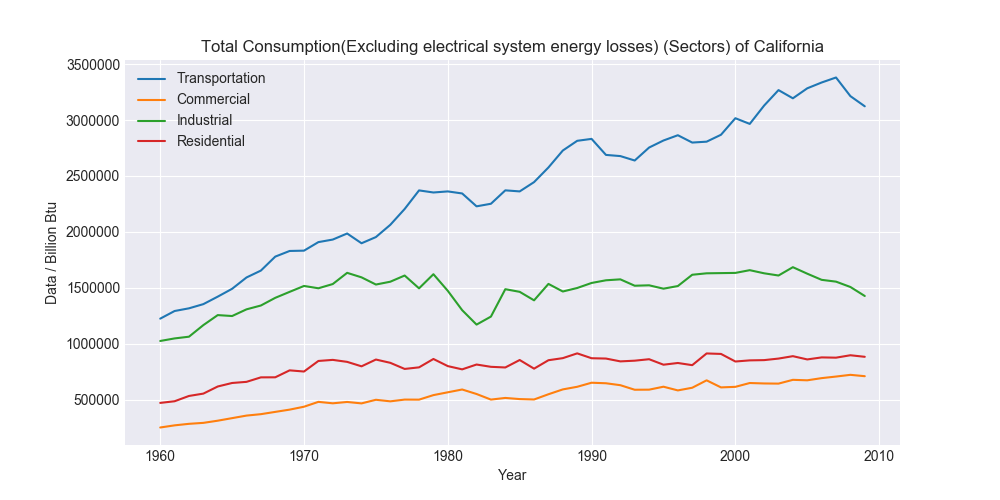 Total Consumption(Excluding electrical system energy losses) (Sectors) of California
3500000
3000000
2500000
2000000
1500000
1000000
500000
Data / Billion Btu
Transportation
Commercial
Industrial
Residential
1960 1970 1980 1990 2000 2010
Year